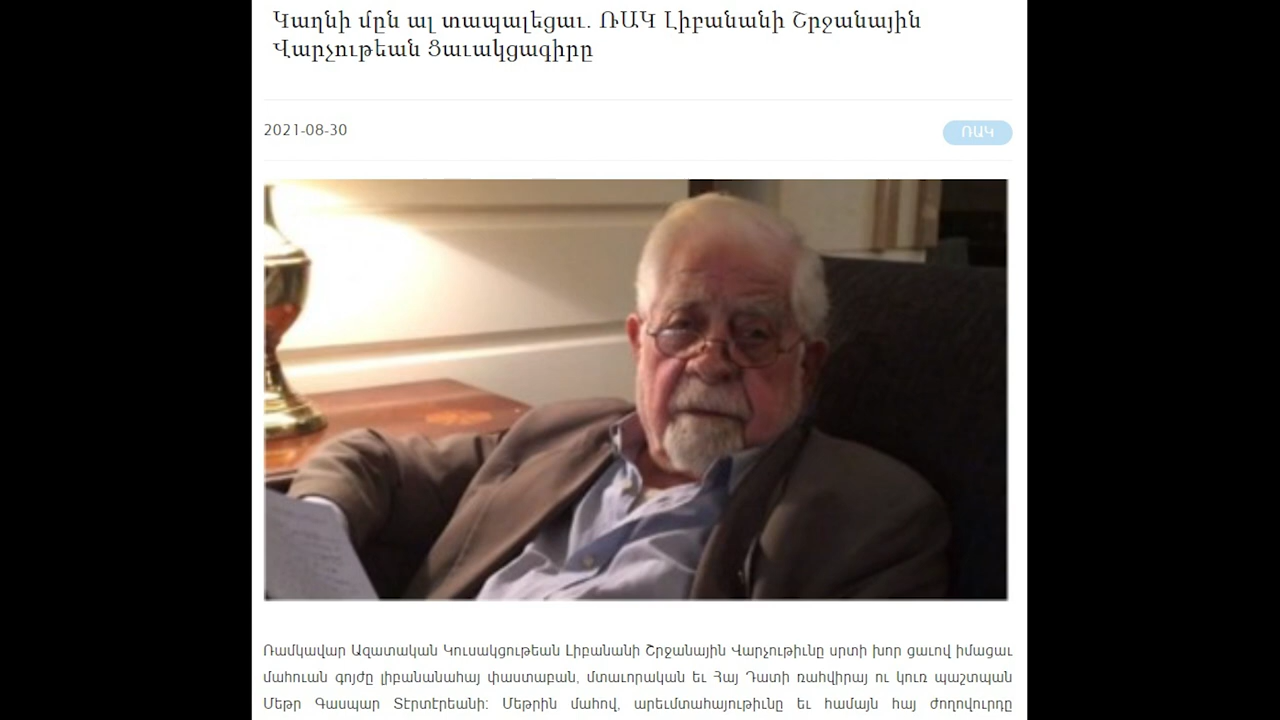 Կաղնի մըն ալ տապալեցաւ. ՌԱԿ Լիբանանի Շրջանային
Վարչութեան Ցաւակցագիրը
2021-08-30
ՌԱԿ
Ռամկավար Ազատական Կուսակցութեան Լիբանանի Շրջանային Վարչութիւնը սրտի խոր ցաւով իմացաւ
մահուան գոյժը լիբանանահայ փաստաբան, մտաւորական եւ Հայ Դատի ռահվիրայ ու կուռ պաշտպան
Մեթր Գասպար Տէրտէրեանի: Մեթրին մահով, արեւմտահայութիւնը եւ համայն հայ ժողովուրդը